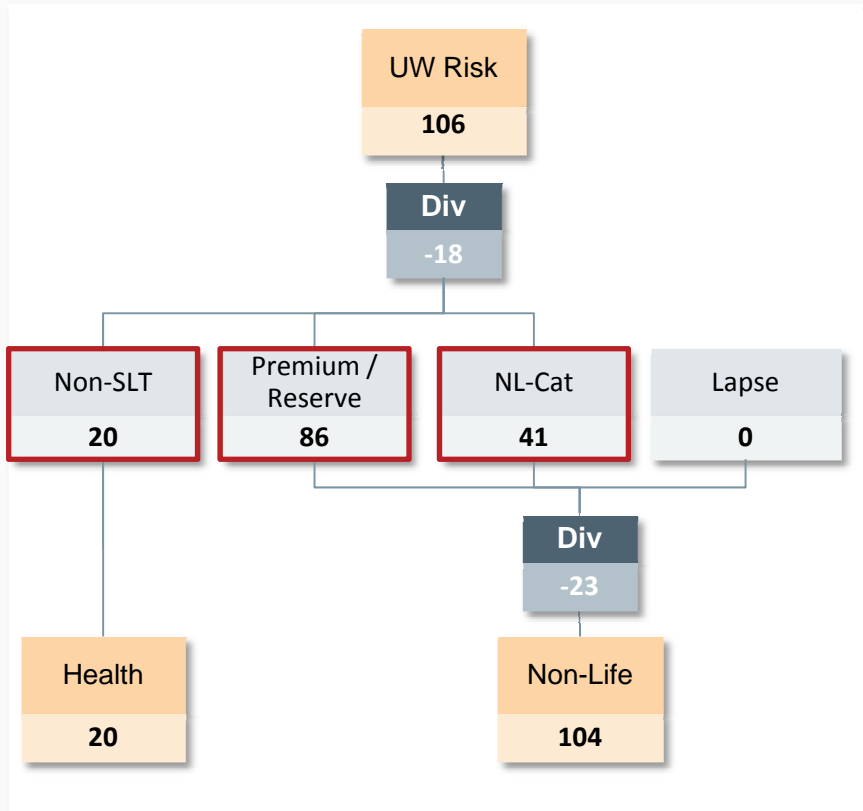 UW Risk
106
Div
-18
Non-SLT
20
Premium /
Reserve
86
NL-Cat
41
Lapse
0
Div
-23
Health
20
Non-Life
104